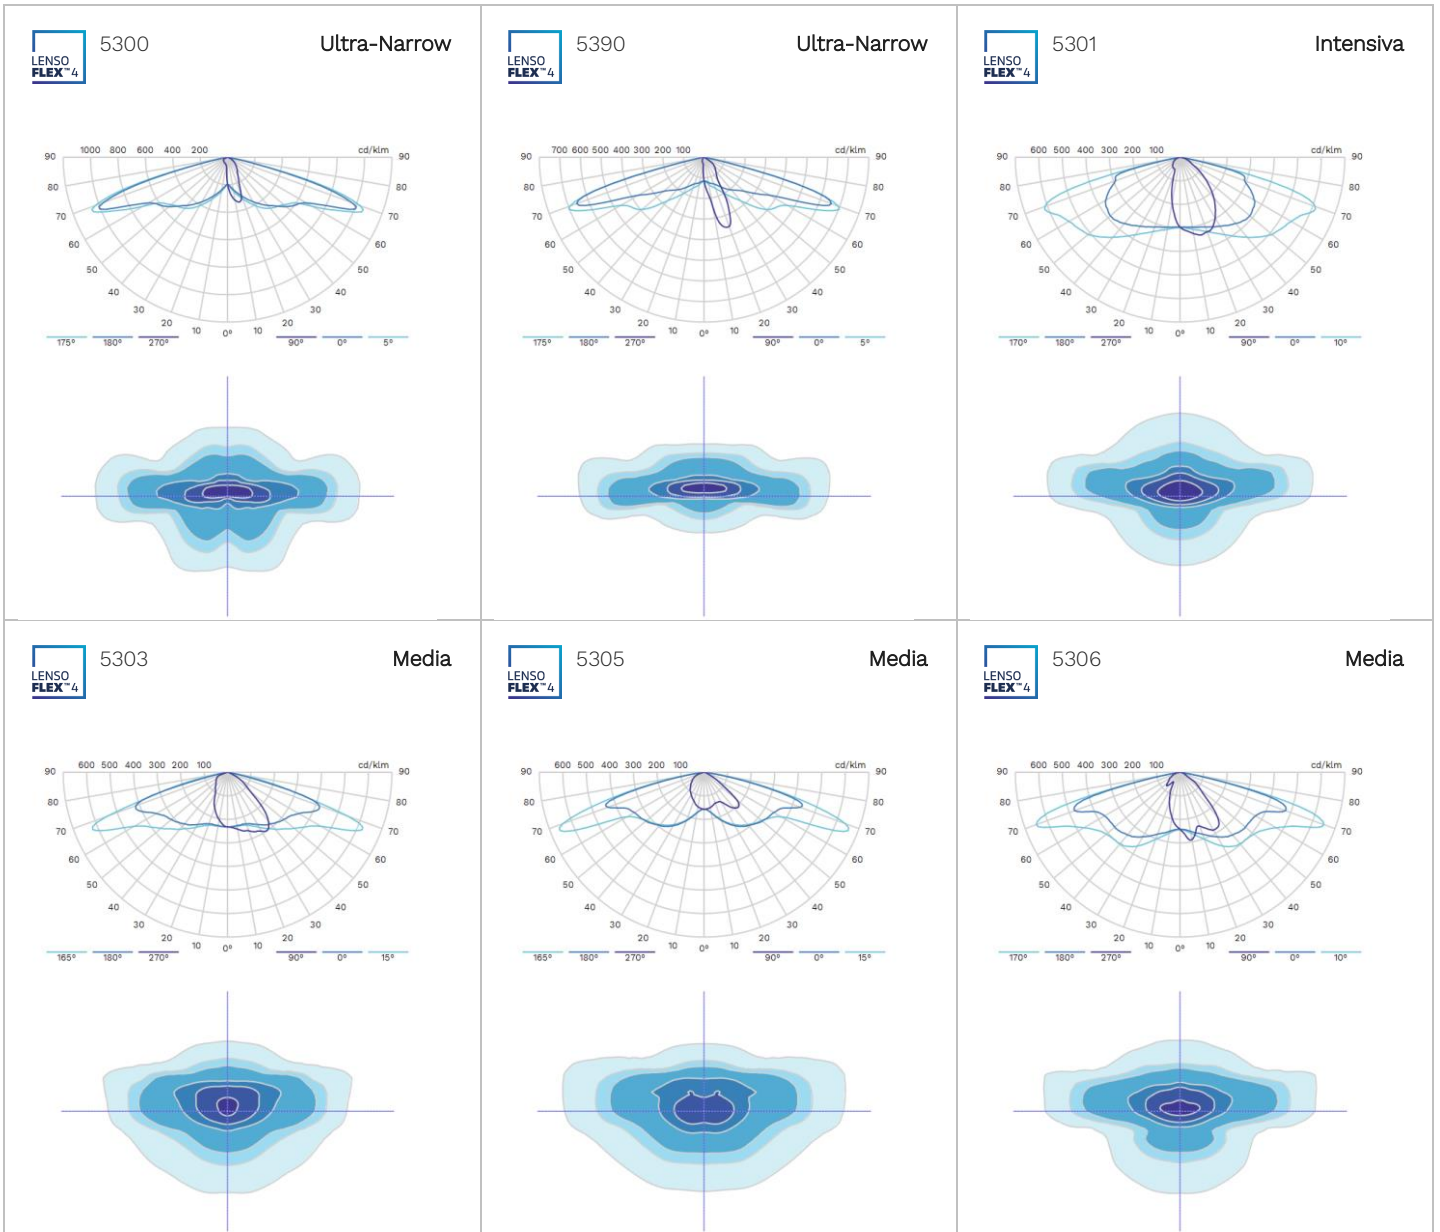 5300 Ultra-Narrow
LENSO
FLEX™4
1000 800 600 400 200 cd/klm
90 90
80 80
70 70
60 60
50 50
40 40
30 30
20 10 0° 10 20
175° 180° 270° 90° 0° 5°
5390 Ultra-Narrow
LENSO
FLEX™4
700 600 500 400 300 200 100 cd/klm
90 90
80 80
70 70
60 60
50 50
40 40
30 30
20 10 0° 10 20
175° 180° 270° 90° 0° 5°
5301 Intensiva
LENSO
FLEX™4
600 500 400 300 200 100 cd/klm
90 90
80 80
70 70
60 60
50 50
40 40
30 30
20 10 0° 10 20
170° 180° 270° 90° 0° 10°
5303 Media
LENSO
FLEX™4
600 500 400 300 200 100 cd/klm
90 90
80 80
70 70
60 60
50 50
40 40
30 30
20 10 0° 10 20
165° 180° 270° 90° 0° 15°
5305 Media
LENSO
FLEX™4
600 500 400 300 200 100 cd/klm
90 90
80 80
70 70
60 60
50 50
40 40
30 30
20 10 0° 10 20
165° 180° 270° 90° 0° 15°
5306 Media
LENSO
FLEX™4
600 500 400 300 200 100 cd/klm
90 90
80 80
70 70
60 60
50 50
40 40
30 30
20 10 0° 10 20
170° 180° 270° 90° 0° 10°